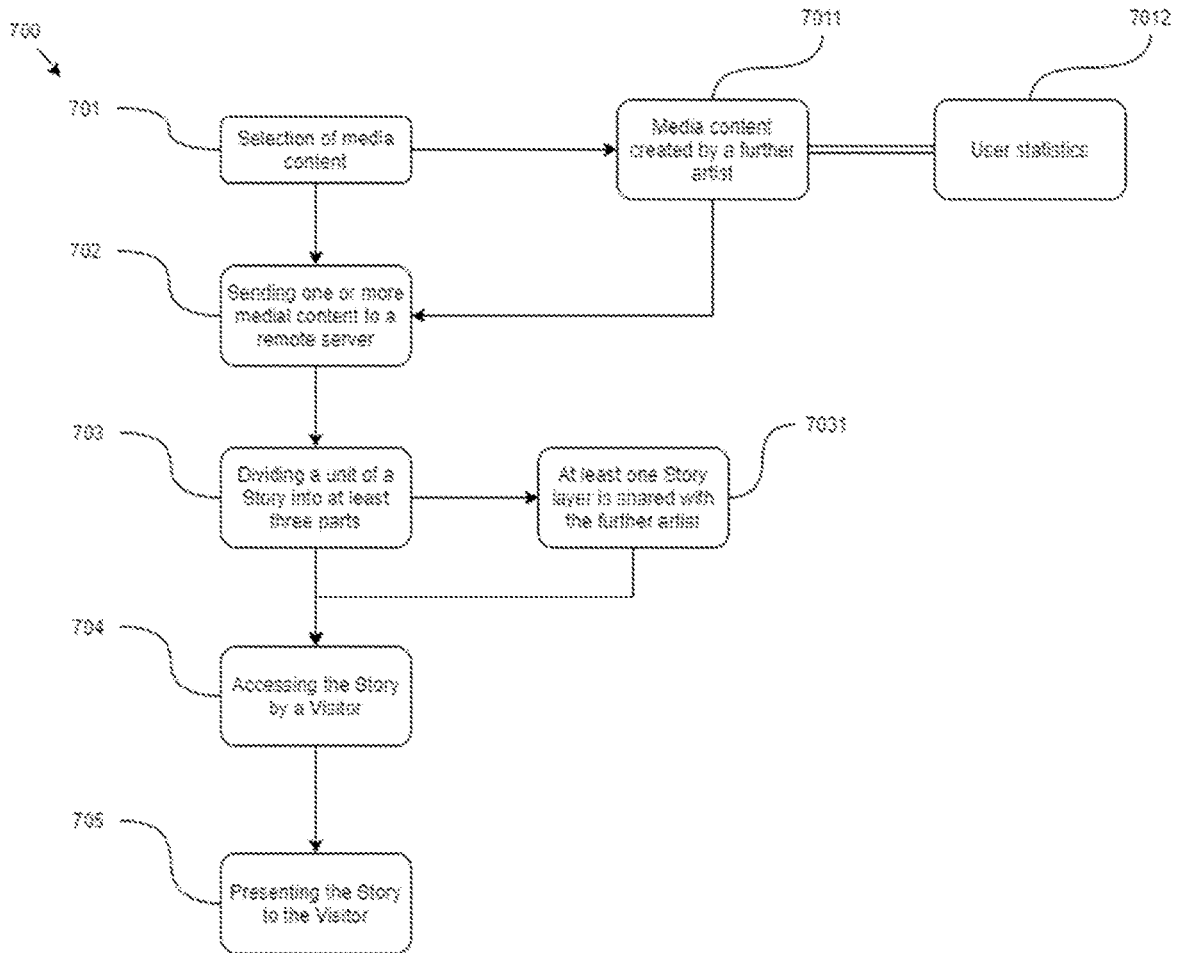 700
7011
7012
701
Selection of media
content
Media content
created by a further
artist
User statistics
702
Sending one or more
medial content to a
remote server
703
Dividing a unit of a
Story into at least
three parts
7031
At least one Story
layer is shared with
the further artist
704
Accessing the Story
by a Visitor
705
Presenting the Story
to the Visitor